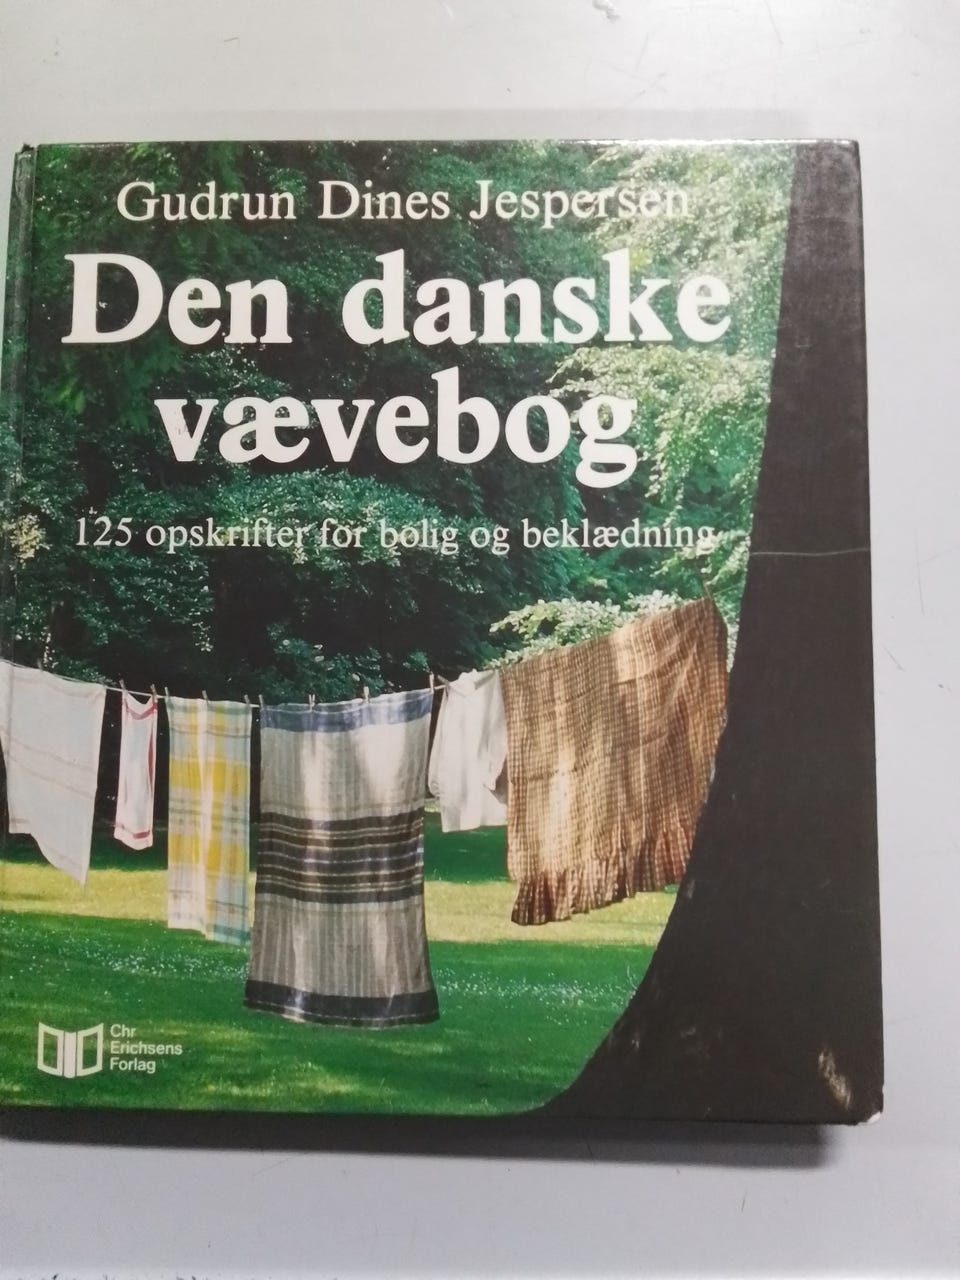 Gudrun Dines Jespersen
Den danske
vævebog
125 opskrifter for bolig og beklædning
Chr
Erichsens
Forlag